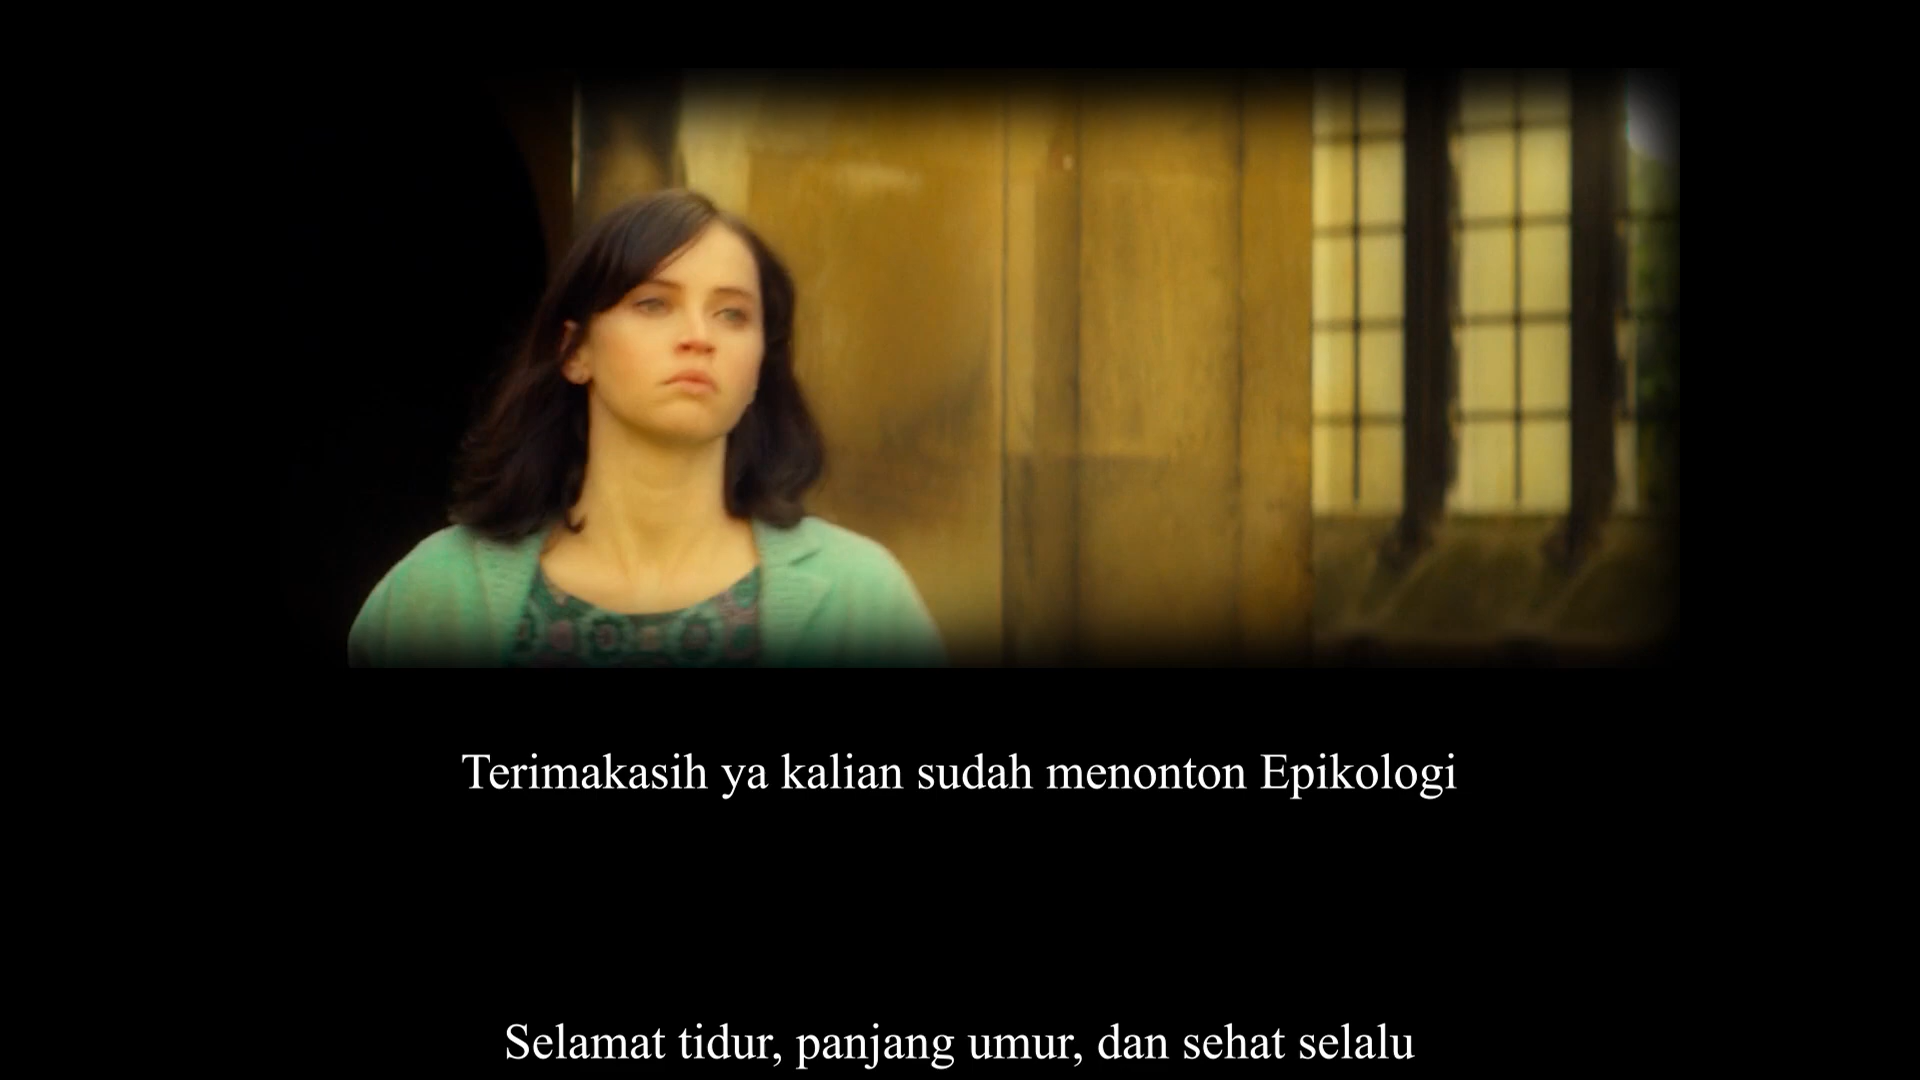 Terimakasih ya kalian sudah menonton Epikologi
Selamat tidur, panjang umur, dan sehat selalu